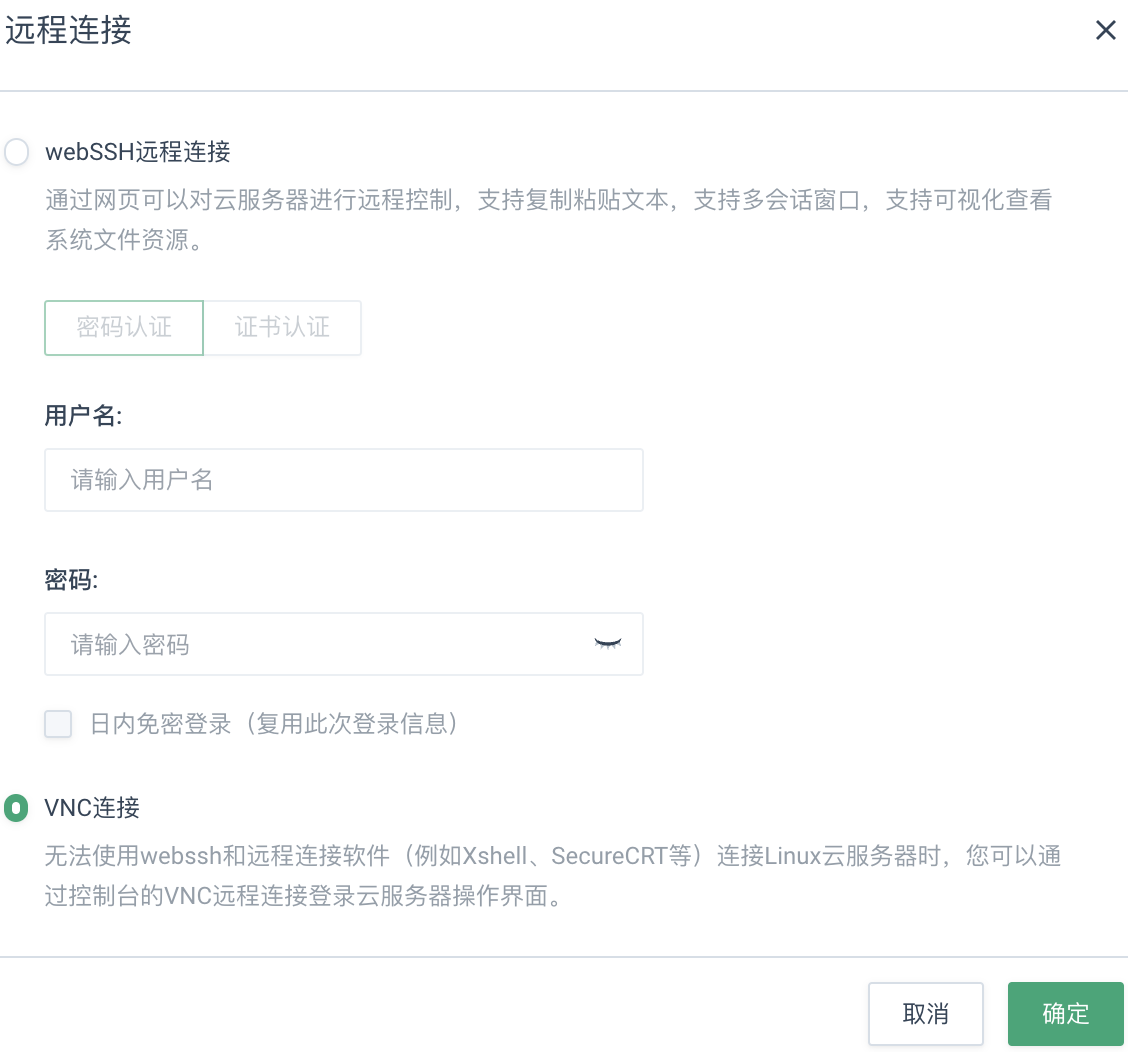 远程连接
webSSH远程连接
通过网页可以对云服务器进行远程控制，支持复制粘贴文本，支持多会话窗口，支持可视化查看
系统文件资源。
密码认证 证书认证
用户名:
请输入用户名
密码:
请输入密码
日内免密登录（复用此次登录信息）
VNC连接
无法使用webssh和远程连接软件（例如Xshell、SecureCRT等）连接Linux云服务器时，您可以通
过控制台的VNC远程连接登录云服务器操作界面。
取消 确定